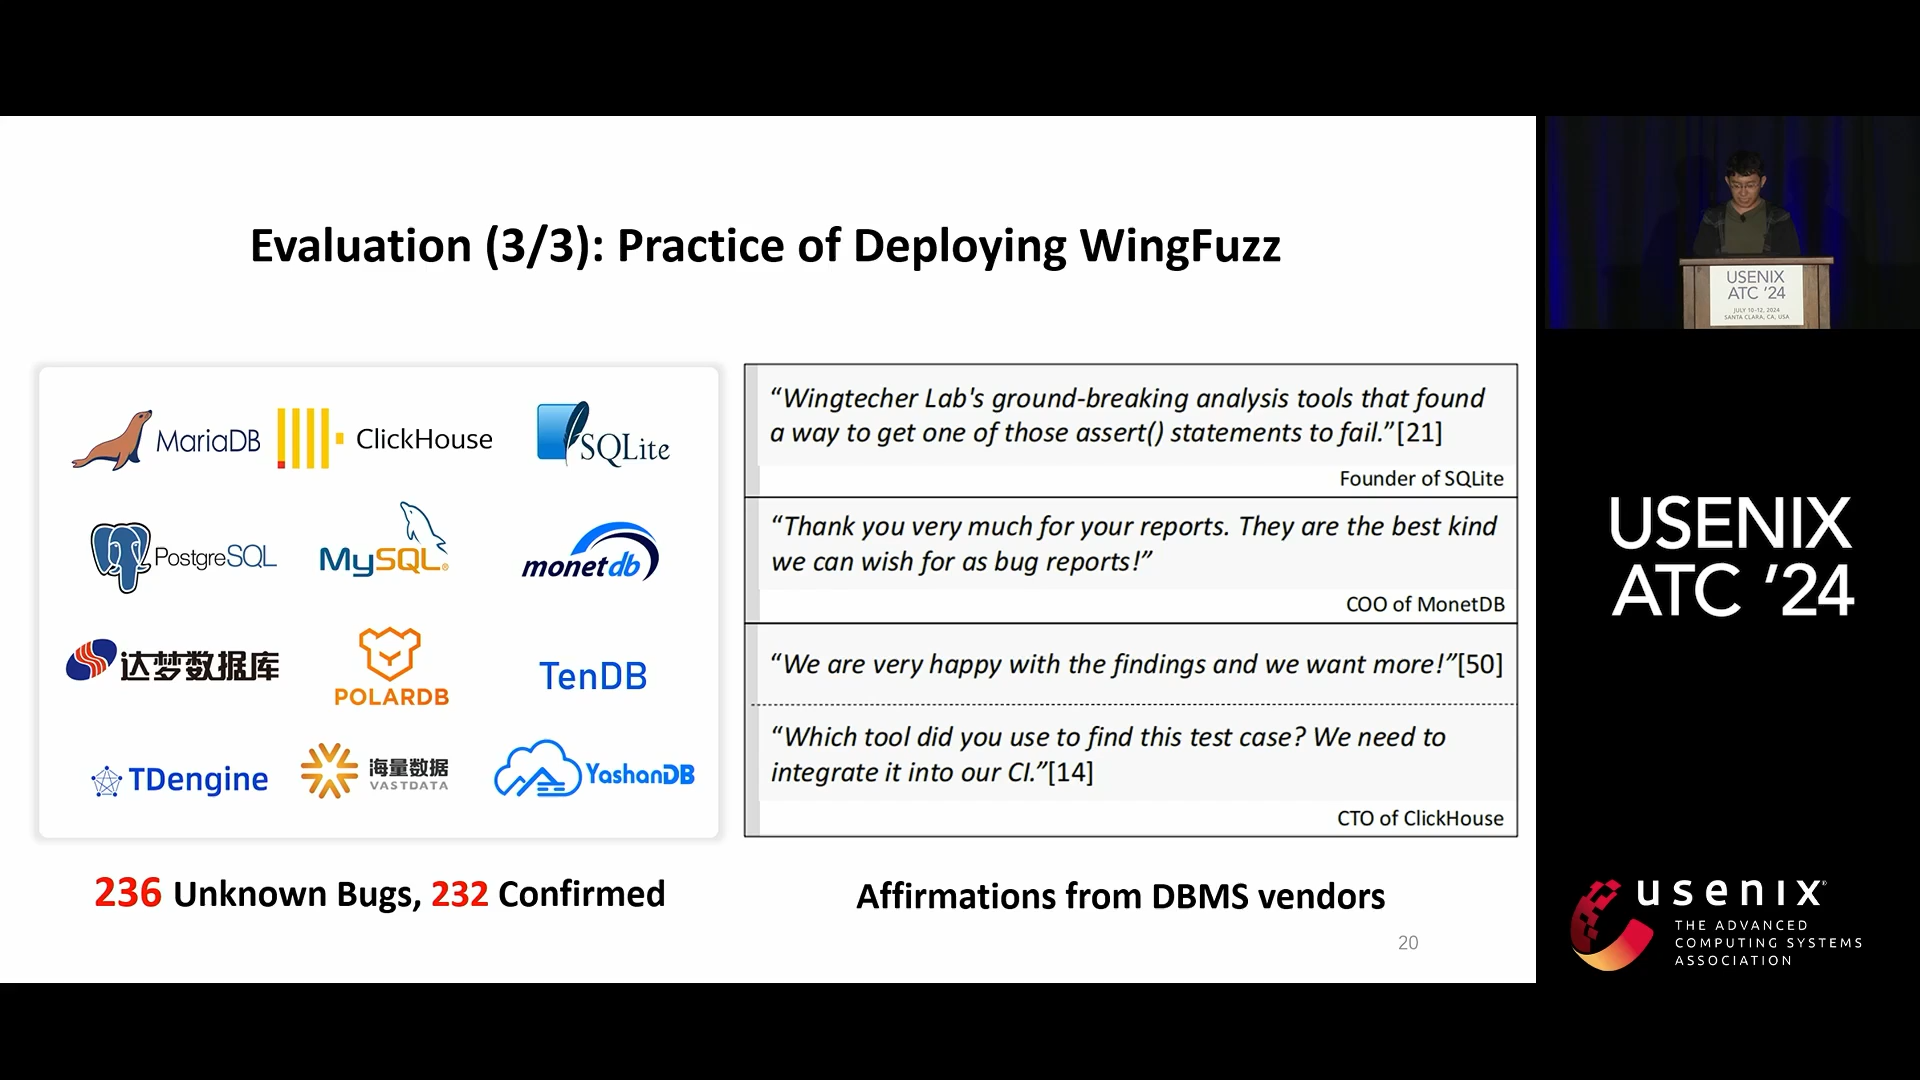 Evaluation (3/3): Practice of Deploying WingFuzz
MariaDB
ClickHouse
SQLite
PostgreSQL
MySQL®
monetdb
达梦数据库
POLARDB
TenDB
TDengine
海量数据
VASTDATA
YashanDB
236 Unknown Bugs, 232 Confirmed
“Wingtecher Lab's ground-breaking analysis tools that found
a way to get one of those assert() statements to fail.”[21]
Founder of SQLite
“Thank you very much for your reports. They are the best kind
we can wish for as bug reports!”
COO of MonetDB
“We are very happy with the findings and we want more!”[50]
“Which tool did you use to find this test case? We need to
integrate it into our CI.”[14]
CTO of ClickHouse
Affirmations from DBMS vendors
20
USENIX
ATC '24
JULY 10–12, 2024
SANTA CLARA, CA, USA
USENIX
ATC ’24
usenix®
THE ADVANCED
COMPUTING SYSTEMS
ASSOCIATION